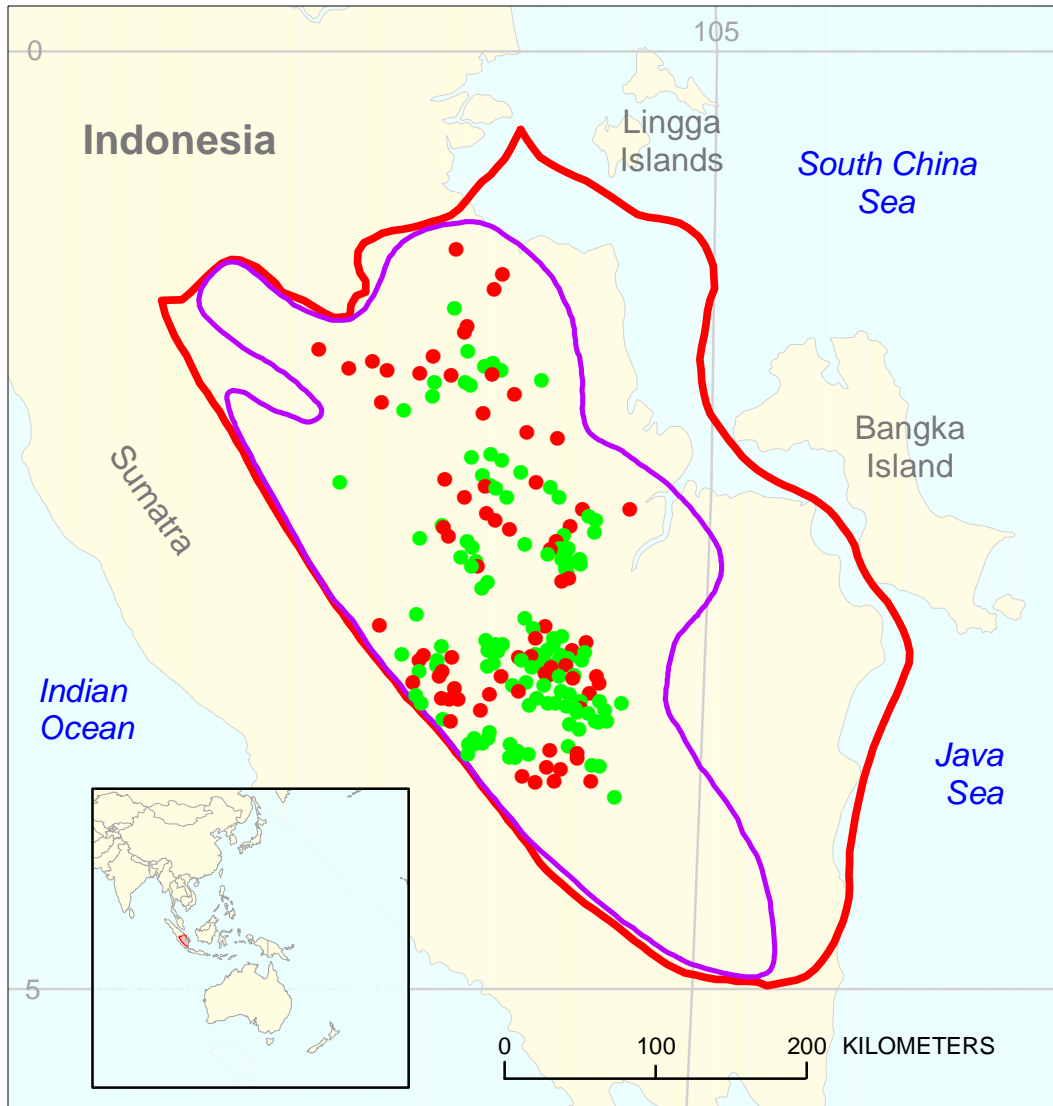 105
0
Lingga
Islands
Indonesia
South China
Sea
Bangka
Island
Sumatra
Indian
Ocean
Java
Sea
5
0 100 200 KILOMETERS